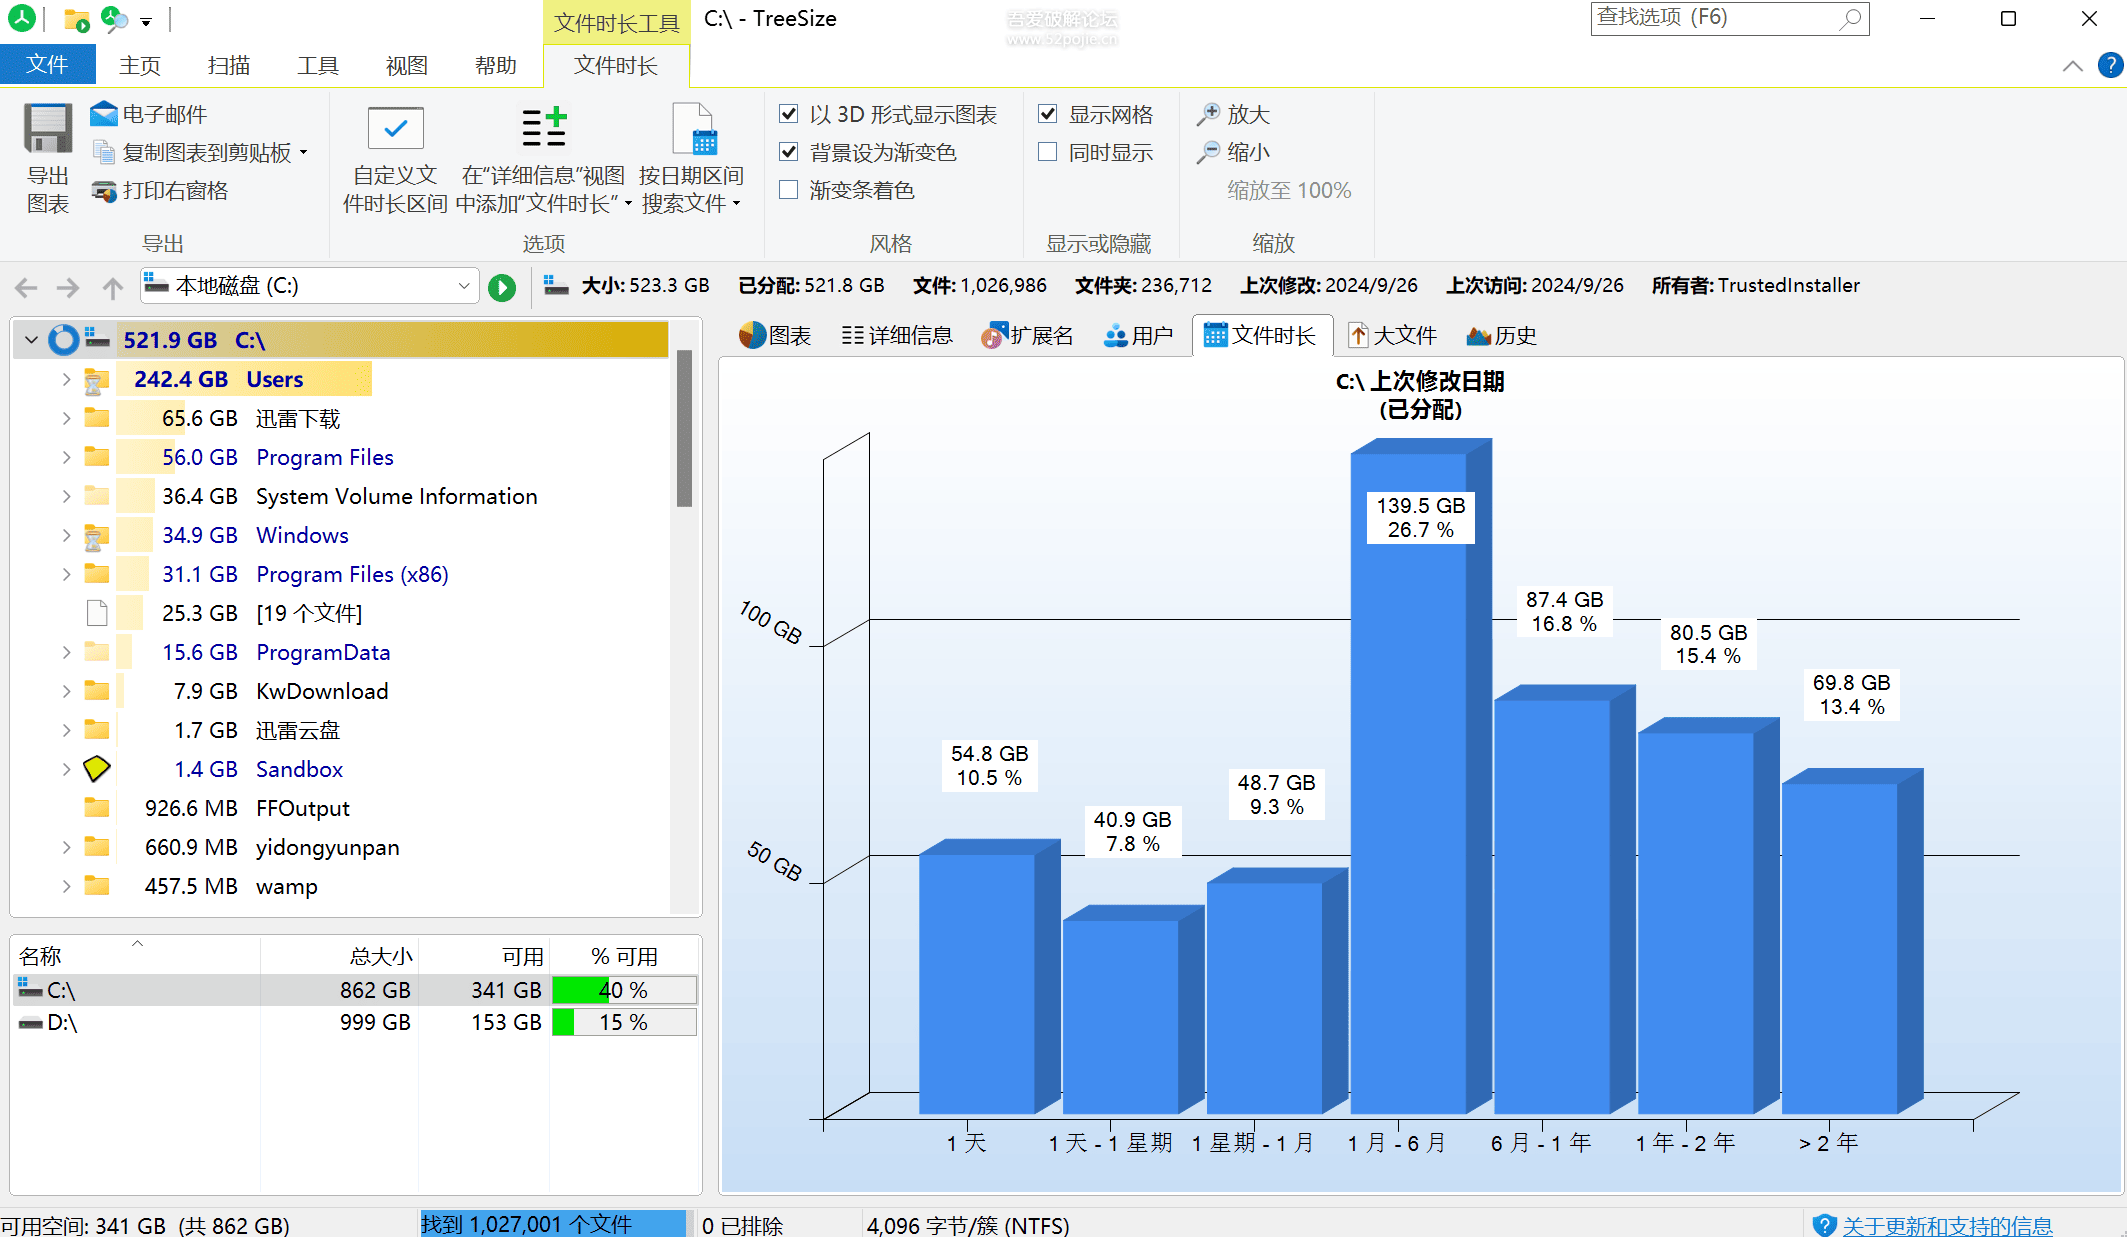 文件时长工具
C:\ - TreeSize
吾爱破解论坛
www.52pojie.cn
查找选项 (F6)
文件
主页
扫描
工具
视图
帮助
文件时长
导出
图表
电子邮件
复制图表到剪贴板
打印右窗格
导出
自定义文
件时长区间
在“详细信息”视图
中添加“文件时长”
按日期区间
搜索文件
选项
以 3D 形式显示图表
背景设为渐变色
渐变条着色
风格
显示网格
同时显示
显示或隐藏
放大
缩小
缩放至 100%
缩放
本地磁盘 (C:)
大小: 523.3 GB
已分配: 521.8 GB
文件: 1,026,986
文件夹: 236,712
上次修改: 2024/9/26
上次访问: 2024/9/26
所有者: TrustedInstaller
521.9 GB C:\
242.4 GB Users
65.6 GB 迅雷下载
56.0 GB Program Files
36.4 GB System Volume Information
34.9 GB Windows
31.1 GB Program Files (x86)
25.3 GB [19 个文件]
15.6 GB ProgramData
7.9 GB KwDownload
1.7 GB 迅雷云盘
1.4 GB Sandbox
926.6 MB FFOutput
660.9 MB yidongyunpan
457.5 MB wamp
名称 总大小 可用 % 可用
C:\ 862 GB 341 GB 40 %
D:\ 999 GB 153 GB 15 %
图表
详细信息
扩展名
用户
文件时长
大文件
历史
C:\ 上次修改日期
(已分配)
100 GB
50 GB
54.8 GB
10.5 %
40.9 GB
7.8 %
48.7 GB
9.3 %
139.5 GB
26.7 %
87.4 GB
16.8 %
80.5 GB
15.4 %
69.8 GB
13.4 %
1 天
1 天 - 1 星期
1 星期 - 1 月
1 月 - 6 月
6 月 - 1 年
1 年 - 2 年
> 2 年
可用空间: 341 GB (共 862 GB)
找到 1,027,001 个文件
0 已排除
4,096 字节/簇 (NTFS)
关于更新和支持的信息